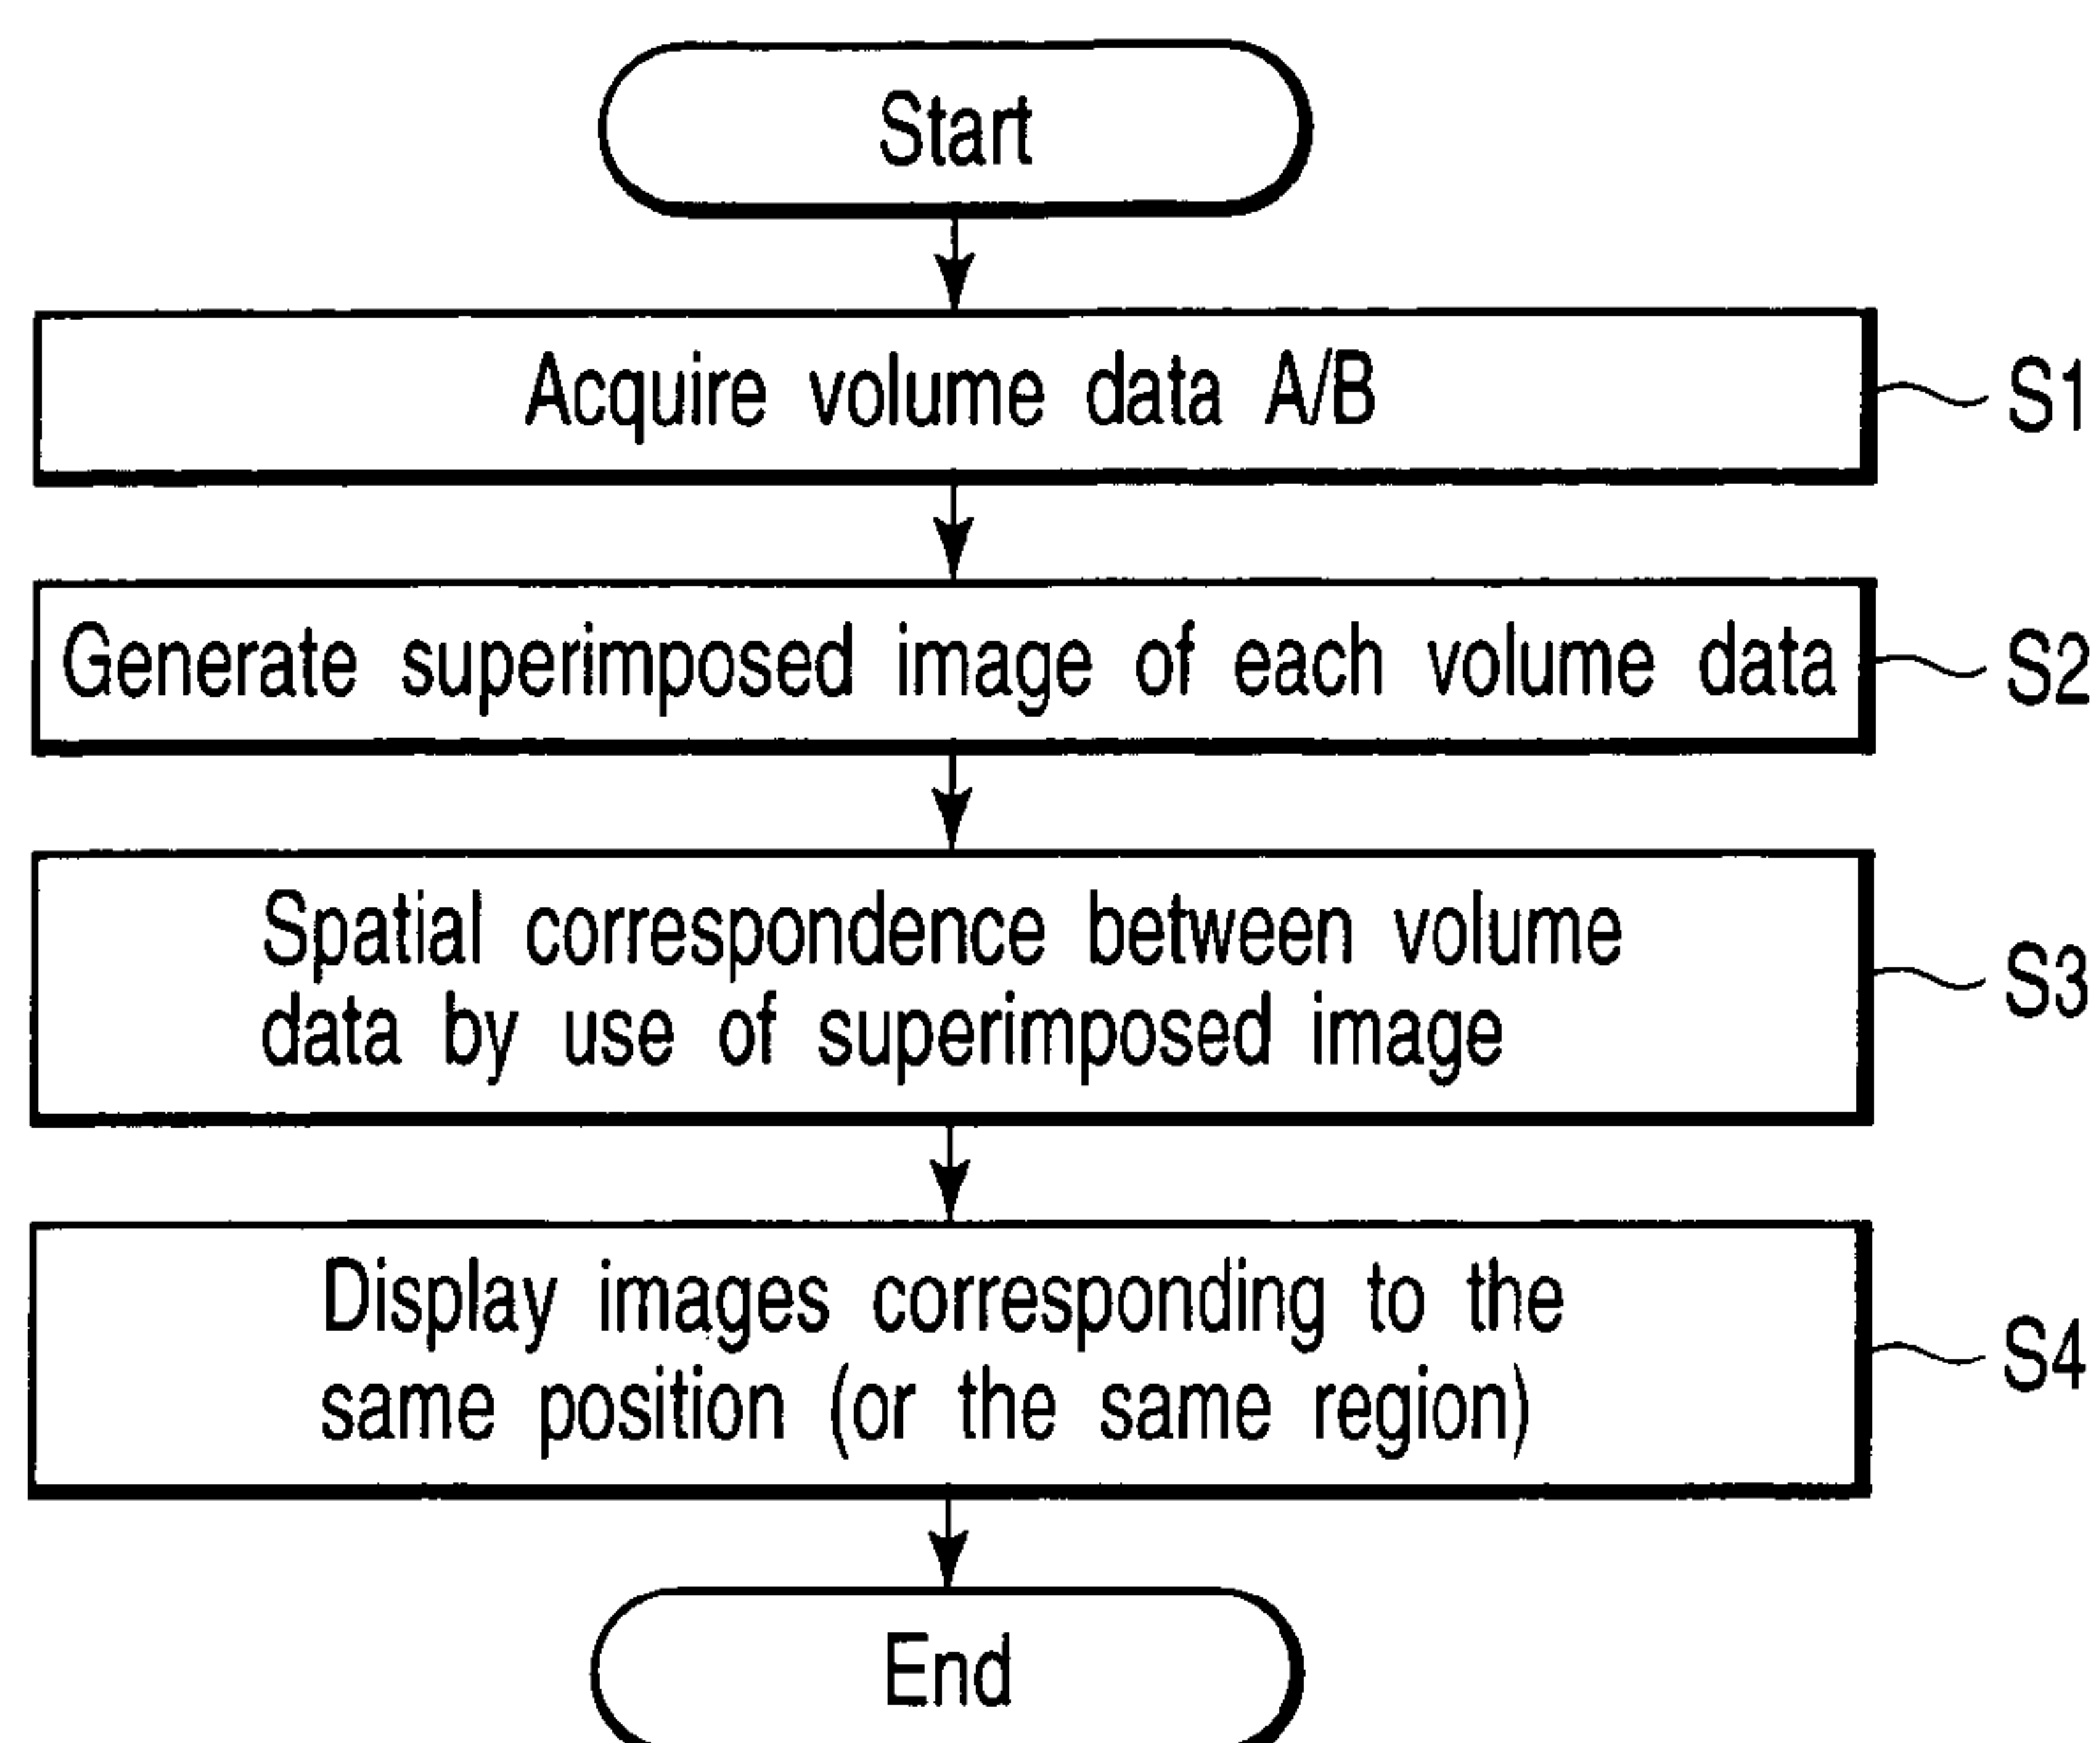 Start
Acquire volume data A/B
S1
Generate superimposed image of each volume data
S2
Spatial correspondence between volume
data by use of superimposed image
S3
Display images corresponding to the
same position (or the same region)
S4
End